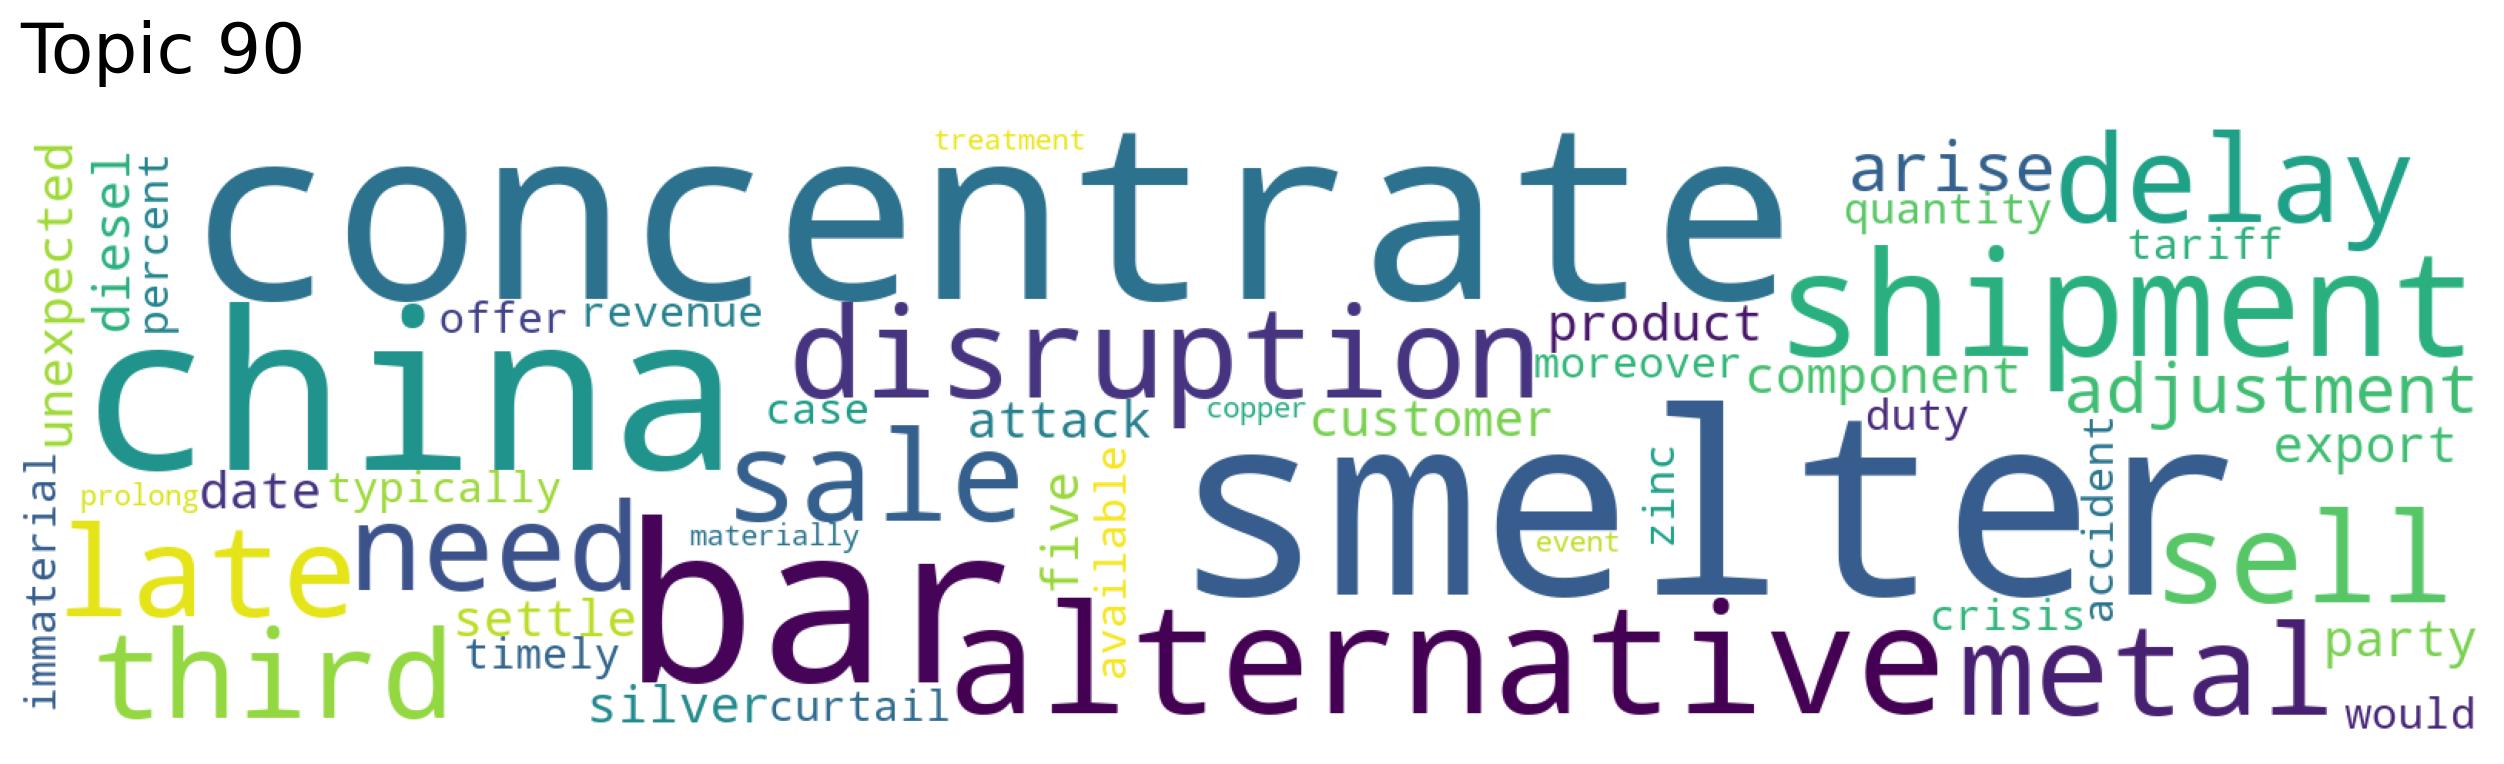 Topic 90
treatment
concentrate
arise
delay
quantity
tariff
unexpected
diesel
percent
shipment
china
offer
revenue
disruption
product
moreover
component
adjustment
case
attack
copper
customer
duty
export
sale
smelter
zinc
event
accident
prolong
date
typically
immaterial
late
need
materially
five
available
sell
bar
settle
timely
third
alternative
crisis
metal
party
silver
curtail
would